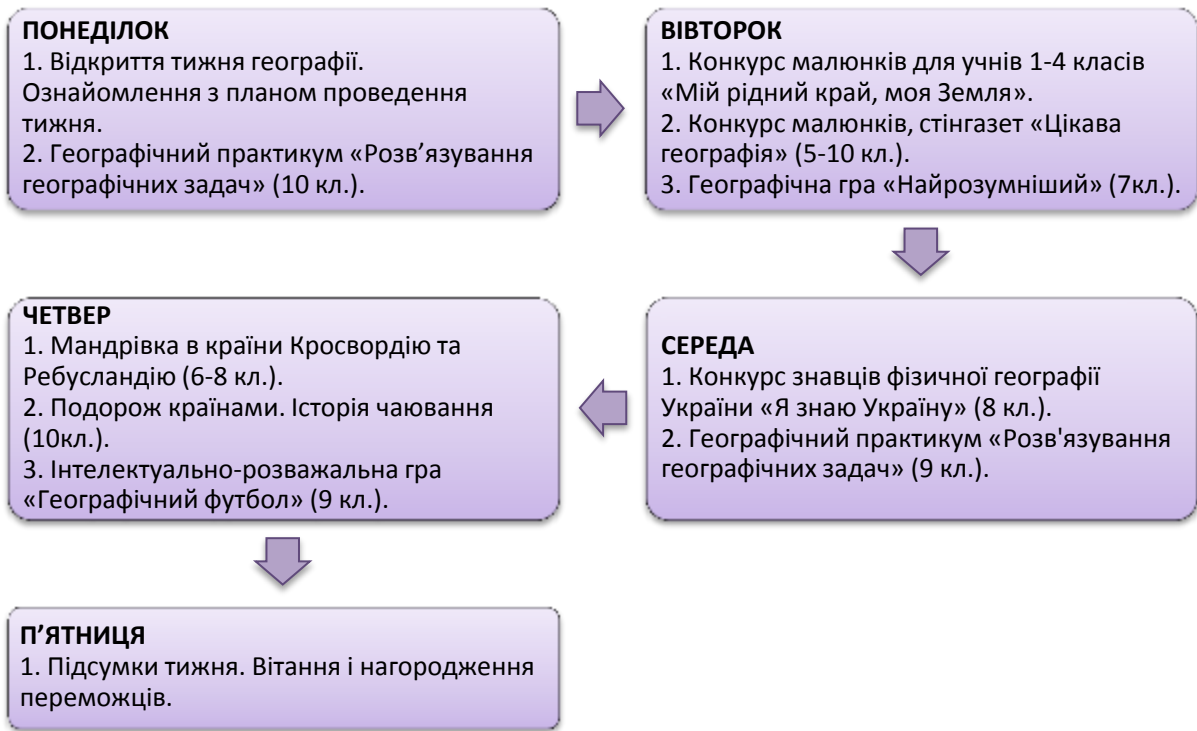 ПОНЕДІЛОК
1. Відкриття тижня географії.
Ознайомлення з планом проведення
тижня.
2. Географічний практикум «Розв’язування
географічних задач» (10 кл.).
ВІВТОРОК
1. Конкурс малюнків для учнів 1-4 класів
«Мій рідний край, моя Земля».
2. Конкурс малюнків, стінгазет «Цікава
географія» (5-10 кл.).
3. Географічна гра «Найрозумніший» (7кл.).
СЕРЕДА
1. Конкурс знавців фізичної географії
України «Я знаю Україну» (8 кл.).
2. Географічний практикум «Розв'язування
географічних задач» (9 кл.).
ЧЕТВЕР
1. Мандрівка в країни Кросвордію та
Ребусландію (6-8 кл.).
2. Подорож країнами. Історія чаювання
(10кл.).
3. Інтелектуально-розважальна гра
«Географічний футбол» (9 кл.).
П’ЯТНИЦЯ
1. Підсумки тижня. Вітання і нагородження
переможців.